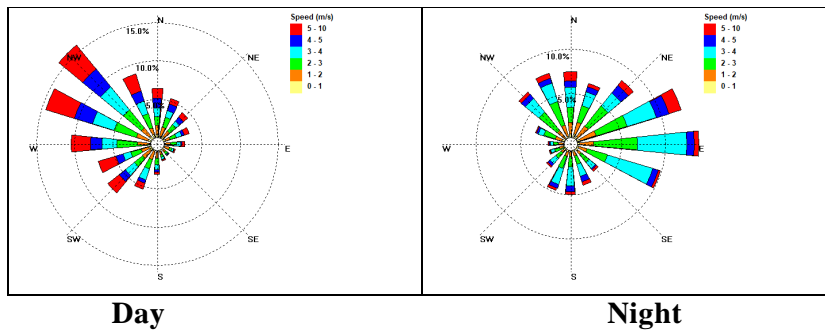 N
15.0%
NW
NE
10.0%
5.0%
W
E
SW
SE
S
Speed (m/s)
5 - 10
4 - 5
3 - 4
2 - 3
1 - 2
0 - 1
Day
N
10.0%
NW
NE
5.0%
W
E
SW
SE
S
Speed (m/s)
5 - 10
4 - 5
3 - 4
2 - 3
1 - 2
0 - 1
Night